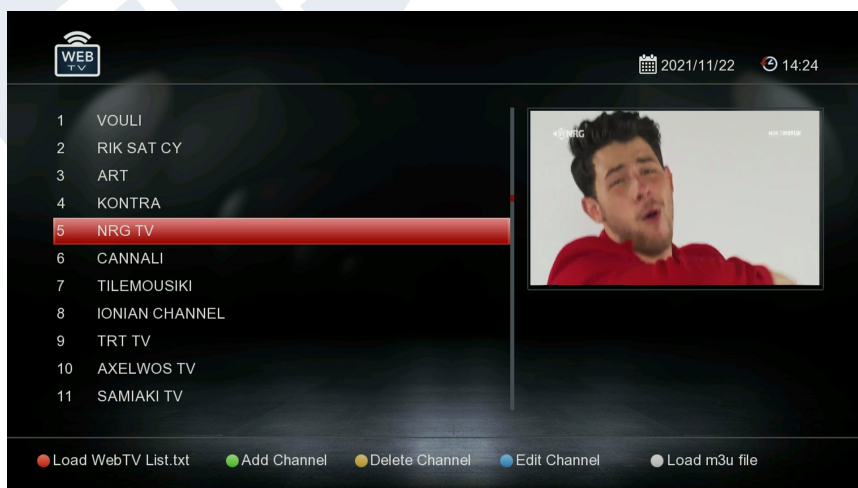 WEB
TV
2021/11/22
14:24
1 VOULI
2 RIK SAT CY
3 ART
4 KONTRA
5 NRG TV
6 CANNALI
7 TILEMOUSIKI
8 IONIAN CHANNEL
9 TRT TV
10 AXELWOS TV
11 SAMIAKI TV
NRG
Load WebTV List.txt
Add Channel
Delete Channel
Edit Channel
Load m3u file